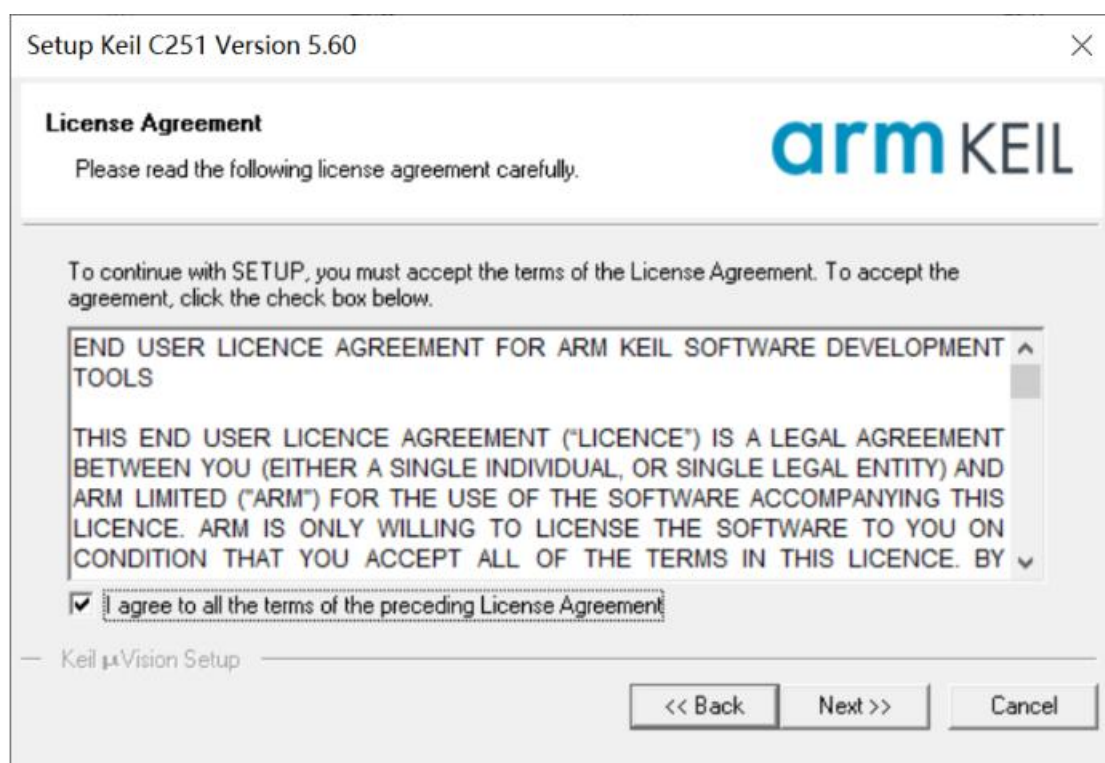 Setup Keil C251 Version 5.60
License Agreement
Please read the following license agreement carefully.
arm KEIL
To continue with SETUP, you must accept the terms of the License Agreement. To accept the
agreement, click the check box below.
END USER LICENCE AGREEMENT FOR ARM KEIL SOFTWARE DEVELOPMENT
TOOLS
THIS END USER LICENCE AGREEMENT (“LICENCE”) IS A LEGAL AGREEMENT
BETWEEN YOU (EITHER A SINGLE INDIVIDUAL, OR SINGLE LEGAL ENTITY) AND
ARM LIMITED ("ARM") FOR THE USE OF THE SOFTWARE ACCOMPANYING THIS
LICENCE. ARM IS ONLY WILLING TO LICENSE THE SOFTWARE TO YOU ON
CONDITION THAT YOU ACCEPT ALL OF THE TERMS IN THIS LICENCE. BY
I agree to all the terms of the preceding License Agreement
Keil µVision Setup
<< Back
Next >>
Cancel